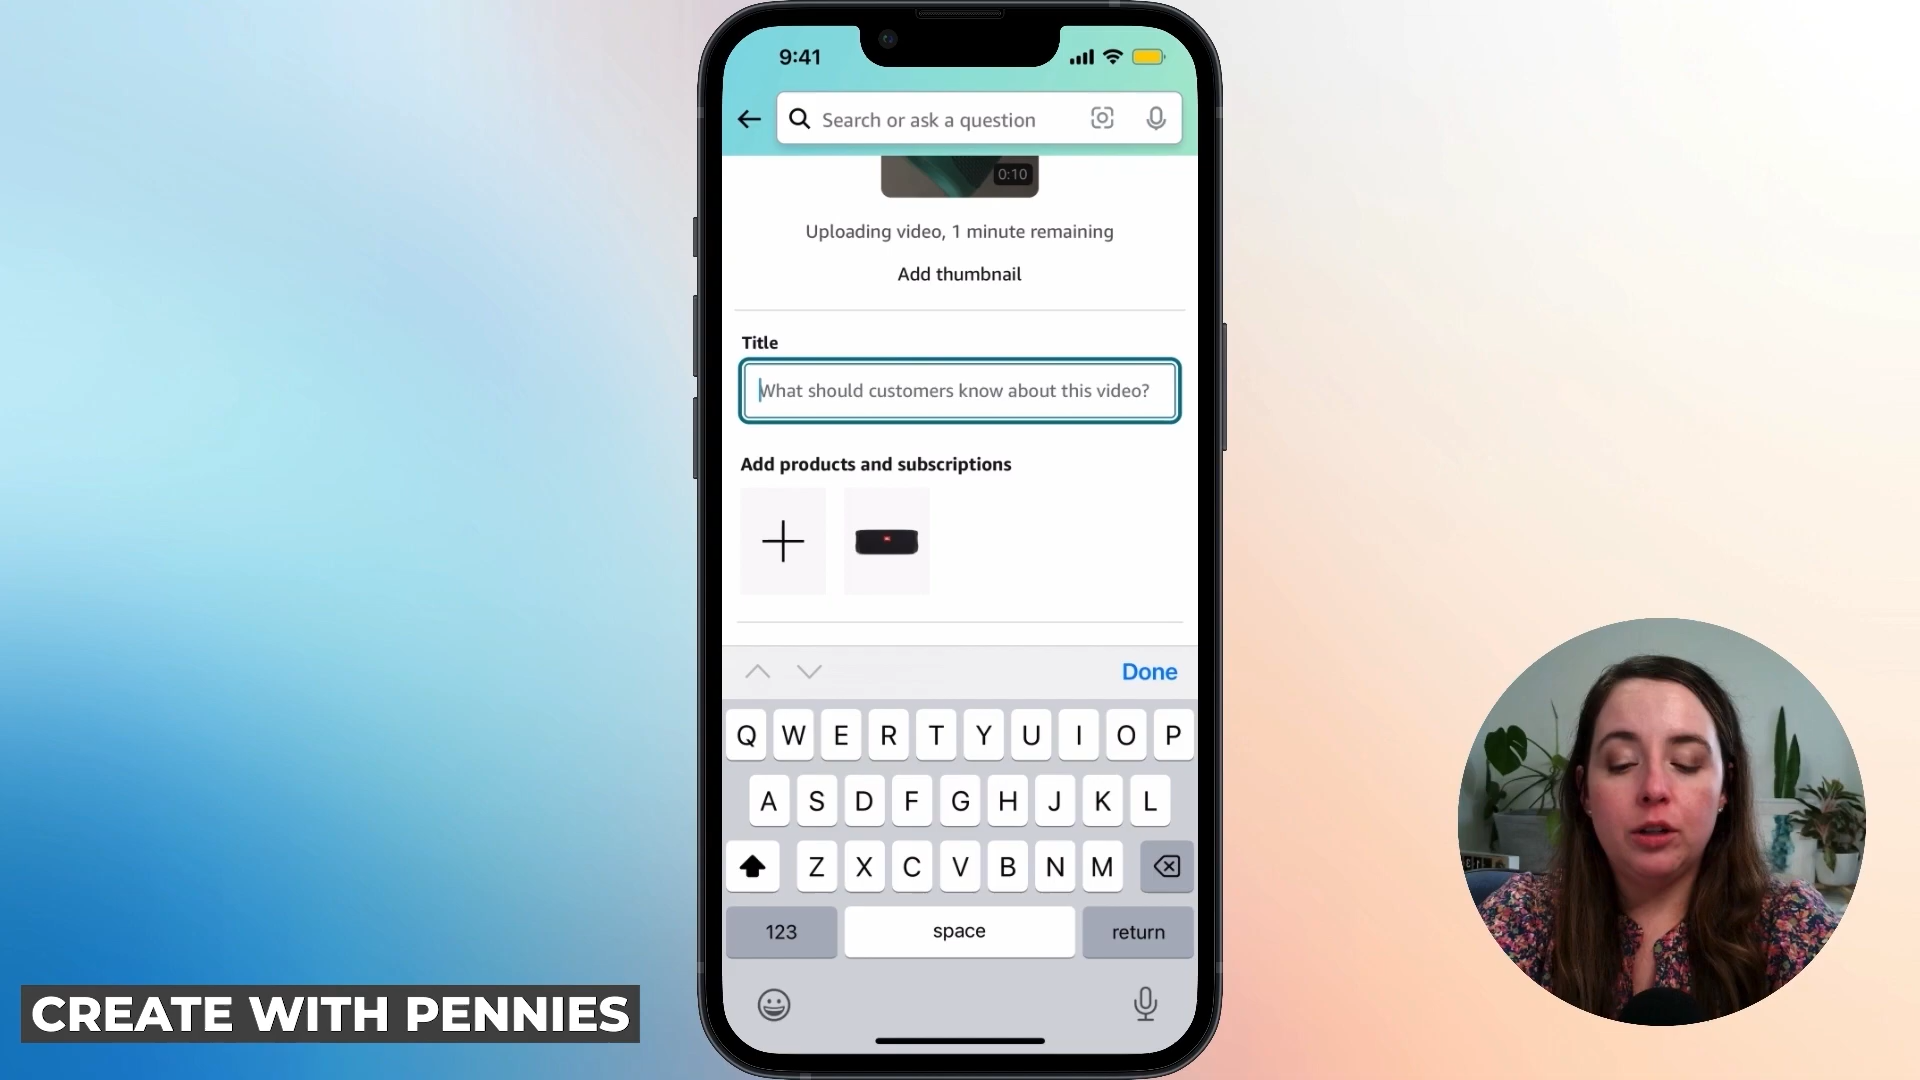 9:41
Search or ask a question
0:10
Uploading video, 1 minute remaining
Add thumbnail
Title
What should customers know about this video?
Add products and subscriptions
Done
Q W E R T Y U I O P
A S D F G H J K L
Z X C V B N M
123 space return
CREATE WITH PENNIES